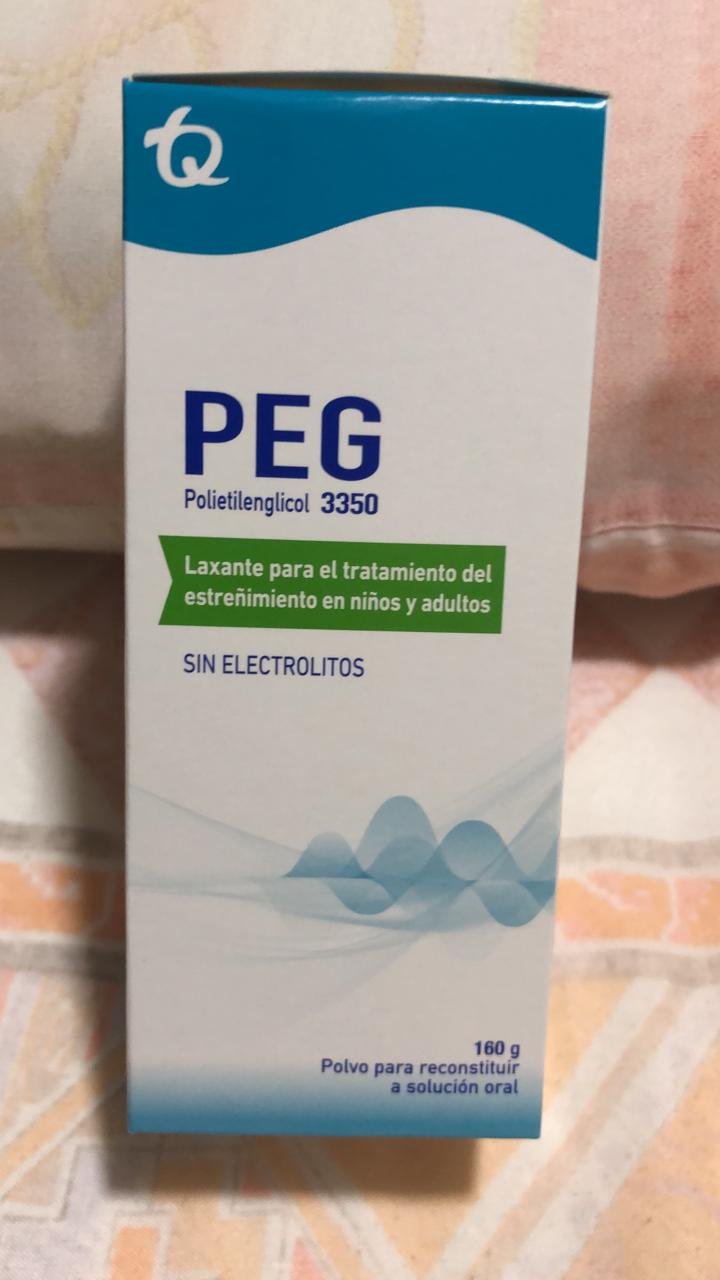 TQ
PEG
Polietilenglicol 3350
Laxante para el tratamiento del
estreñimiento en niños y adultos
SIN ELECTROLITOS
160 g
Polvo para reconstituir
a solución oral